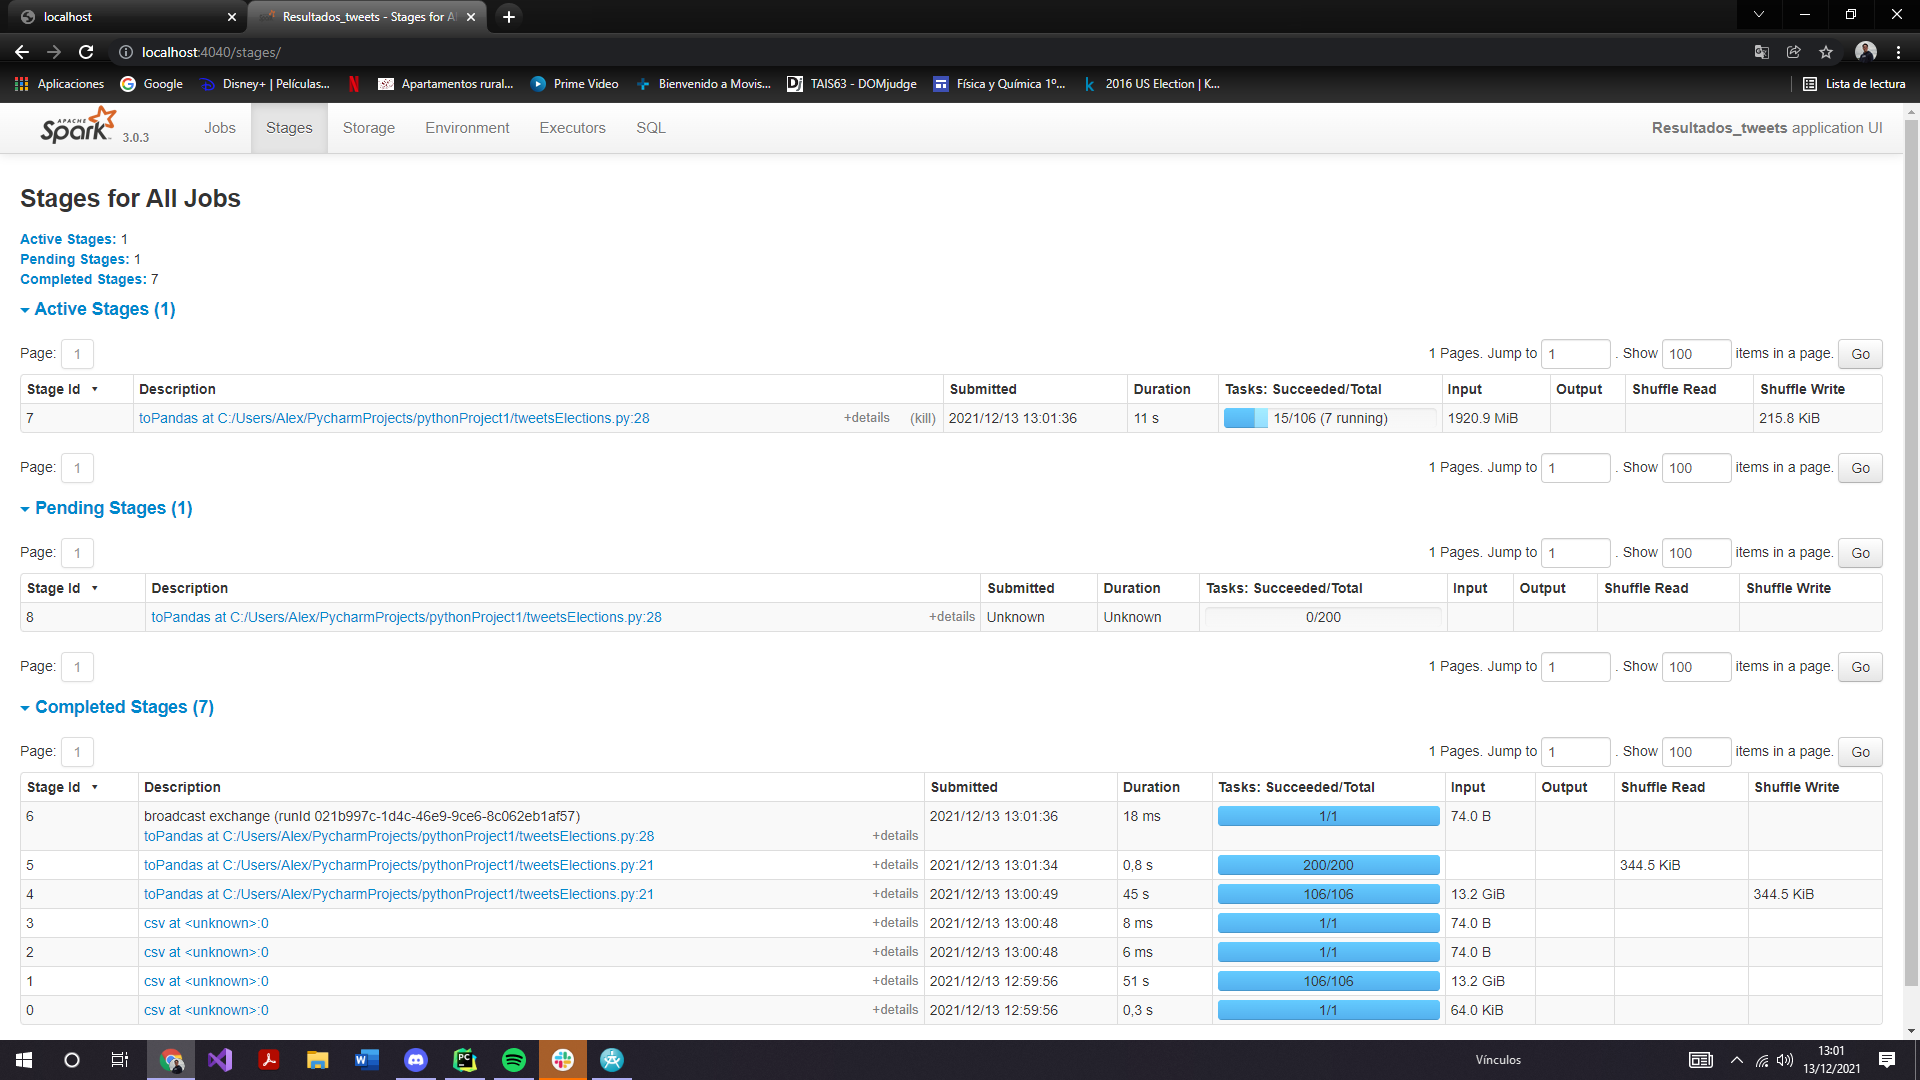 localhost
Resultados_tweets - Stages for Al
localhost:4040/stages/
Aplicaciones
Google
Disney+ | Películas...
Apartamentos rural...
Prime Video
Bienvenido a Movis...
TAIS63 - DOMjudge
Física y Química 1º...
2016 US Election | K...
Lista de lectura
APACHE Spark 3.0.3
Jobs
Stages
Storage
Environment
Executors
SQL
Resultados_tweets application UI
Stages for All Jobs
Active Stages: 1
Pending Stages: 1
Completed Stages: 7
Active Stages (1)
Page: 1
1 Pages. Jump to 1 . Show 100 items in a page. Go
Stage Id Description Submitted Duration Tasks: Succeeded/Total Input Output Shuffle Read Shuffle Write
7 toPandas at C:/Users/Alex/PycharmProjects/pythonProject1/tweetsElections.py:28 +details (kill) 2021/12/13 13:01:36 11 s 15/106 (7 running) 1920.9 MiB 215.8 KiB
Page: 1
1 Pages. Jump to 1 . Show 100 items in a page. Go
Pending Stages (1)
Page: 1
1 Pages. Jump to 1 . Show 100 items in a page. Go
Stage Id Description Submitted Duration Tasks: Succeeded/Total Input Output Shuffle Read Shuffle Write
8 toPandas at C:/Users/Alex/PycharmProjects/pythonProject1/tweetsElections.py:28 +details Unknown Unknown 0/200
Page: 1
1 Pages. Jump to 1 . Show 100 items in a page. Go
Completed Stages (7)
Page: 1
1 Pages. Jump to 1 . Show 100 items in a page. Go
Stage Id Description Submitted Duration Tasks: Succeeded/Total Input Output Shuffle Read Shuffle Write
6 broadcast exchange (runId 021b997c-1d4c-46e9-9ce6-8c062eb1af57) 2021/12/13 13:01:36 18 ms 1/1 74.0 B
toPandas at C:/Users/Alex/PycharmProjects/pythonProject1/tweetsElections.py:28 +details
5 toPandas at C:/Users/Alex/PycharmProjects/pythonProject1/tweetsElections.py:21 +details 2021/12/13 13:01:34 0,8 s 200/200 344.5 KiB
4 toPandas at C:/Users/Alex/PycharmProjects/pythonProject1/tweetsElections.py:21 +details 2021/12/13 13:00:49 45 s 106/106 13.2 GiB 344.5 KiB
3 csv at <unknown>:0 +details 2021/12/13 13:00:48 8 ms 1/1 74.0 B
2 csv at <unknown>:0 +details 2021/12/13 13:00:48 6 ms 1/1 74.0 B
1 csv at <unknown>:0 +details 2021/12/13 12:59:56 51 s 106/106 13.2 GiB
0 csv at <unknown>:0 +details 2021/12/13 12:59:56 0,3 s 1/1 64.0 KiB
Vínculos
13:01
13/12/2021